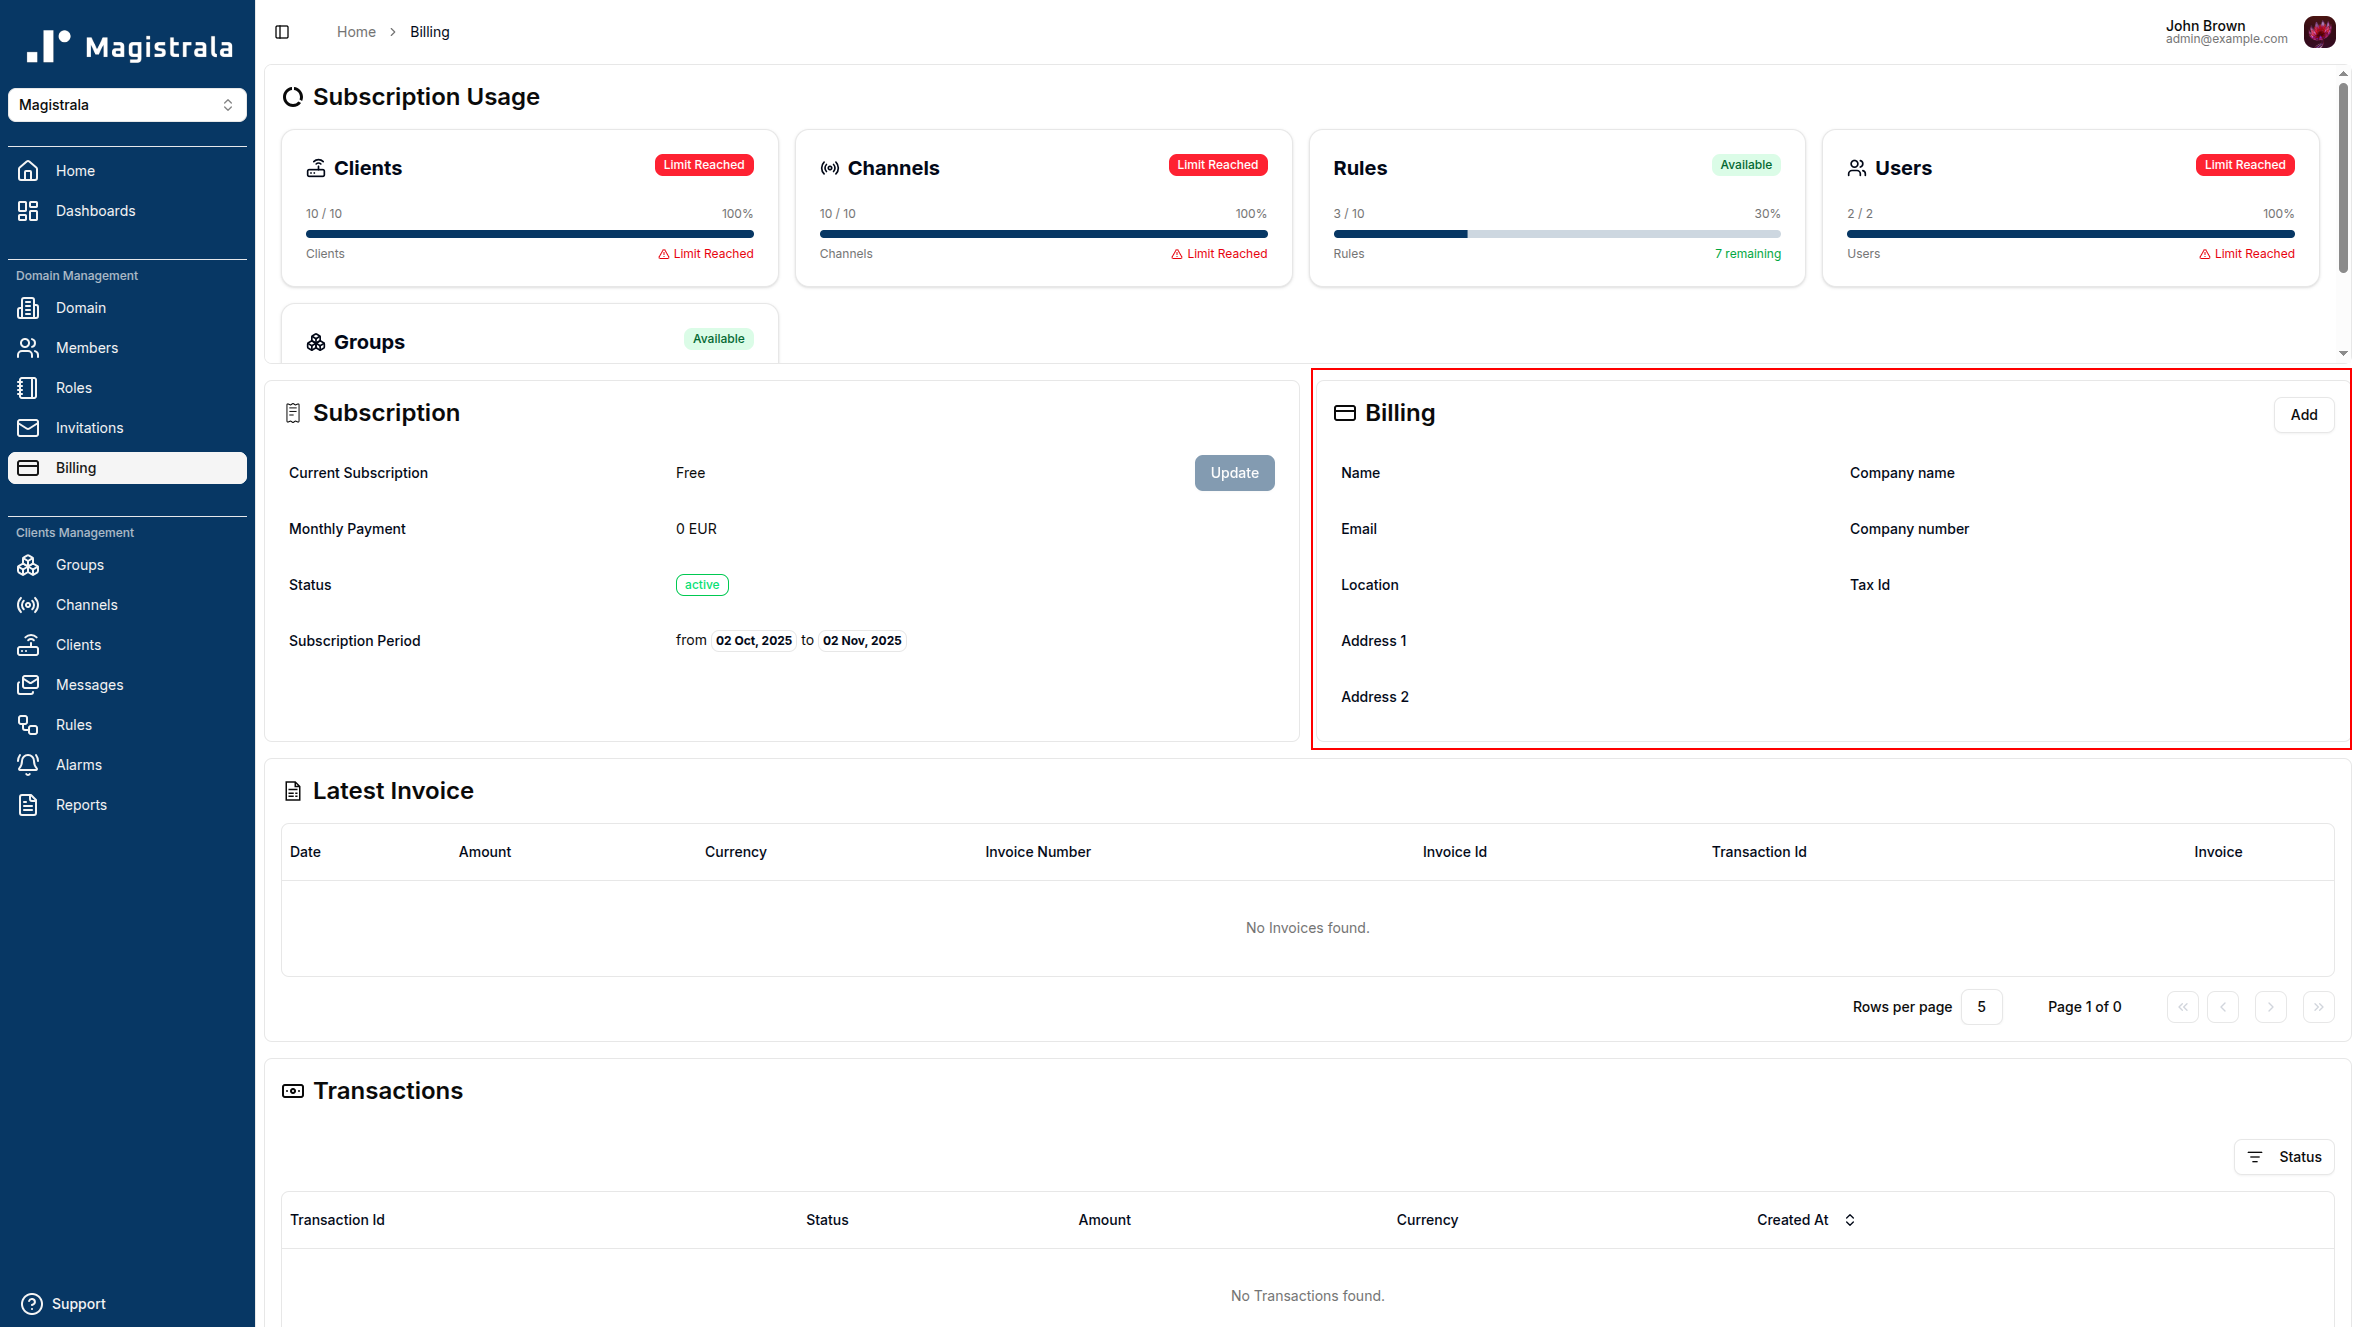 Magistrala
Magistrala
Home
Dashboards
Domain Management
Domain
Members
Roles
Invitations
Billing
Clients Management
Groups
Channels
Clients
Messages
Rules
Alarms
Reports
Support
Home > Billing
John Brown
admin@example.com
Subscription Usage
Clients
Limit Reached
10 / 10
100%
Clients
Limit Reached
Channels
Limit Reached
10 / 10
100%
Channels
Limit Reached
Rules
Available
3 / 10
30%
Rules
7 remaining
Users
Limit Reached
2 / 2
100%
Users
Limit Reached
Groups
Available
Subscription
Current Subscription
Free
Update
Monthly Payment
0 EUR
Status
active
Subscription Period
from 02 Oct, 2025 to 02 Nov, 2025
Billing
Add
Name
Company name
Email
Company number
Location
Tax Id
Address 1
Address 2
Latest Invoice
Date
Amount
Currency
Invoice Number
Invoice Id
Transaction Id
Invoice
No Invoices found.
Rows per page
5
Page 1 of 0
Transactions
Status
Transaction Id
Status
Amount
Currency
Created At
No Transactions found.